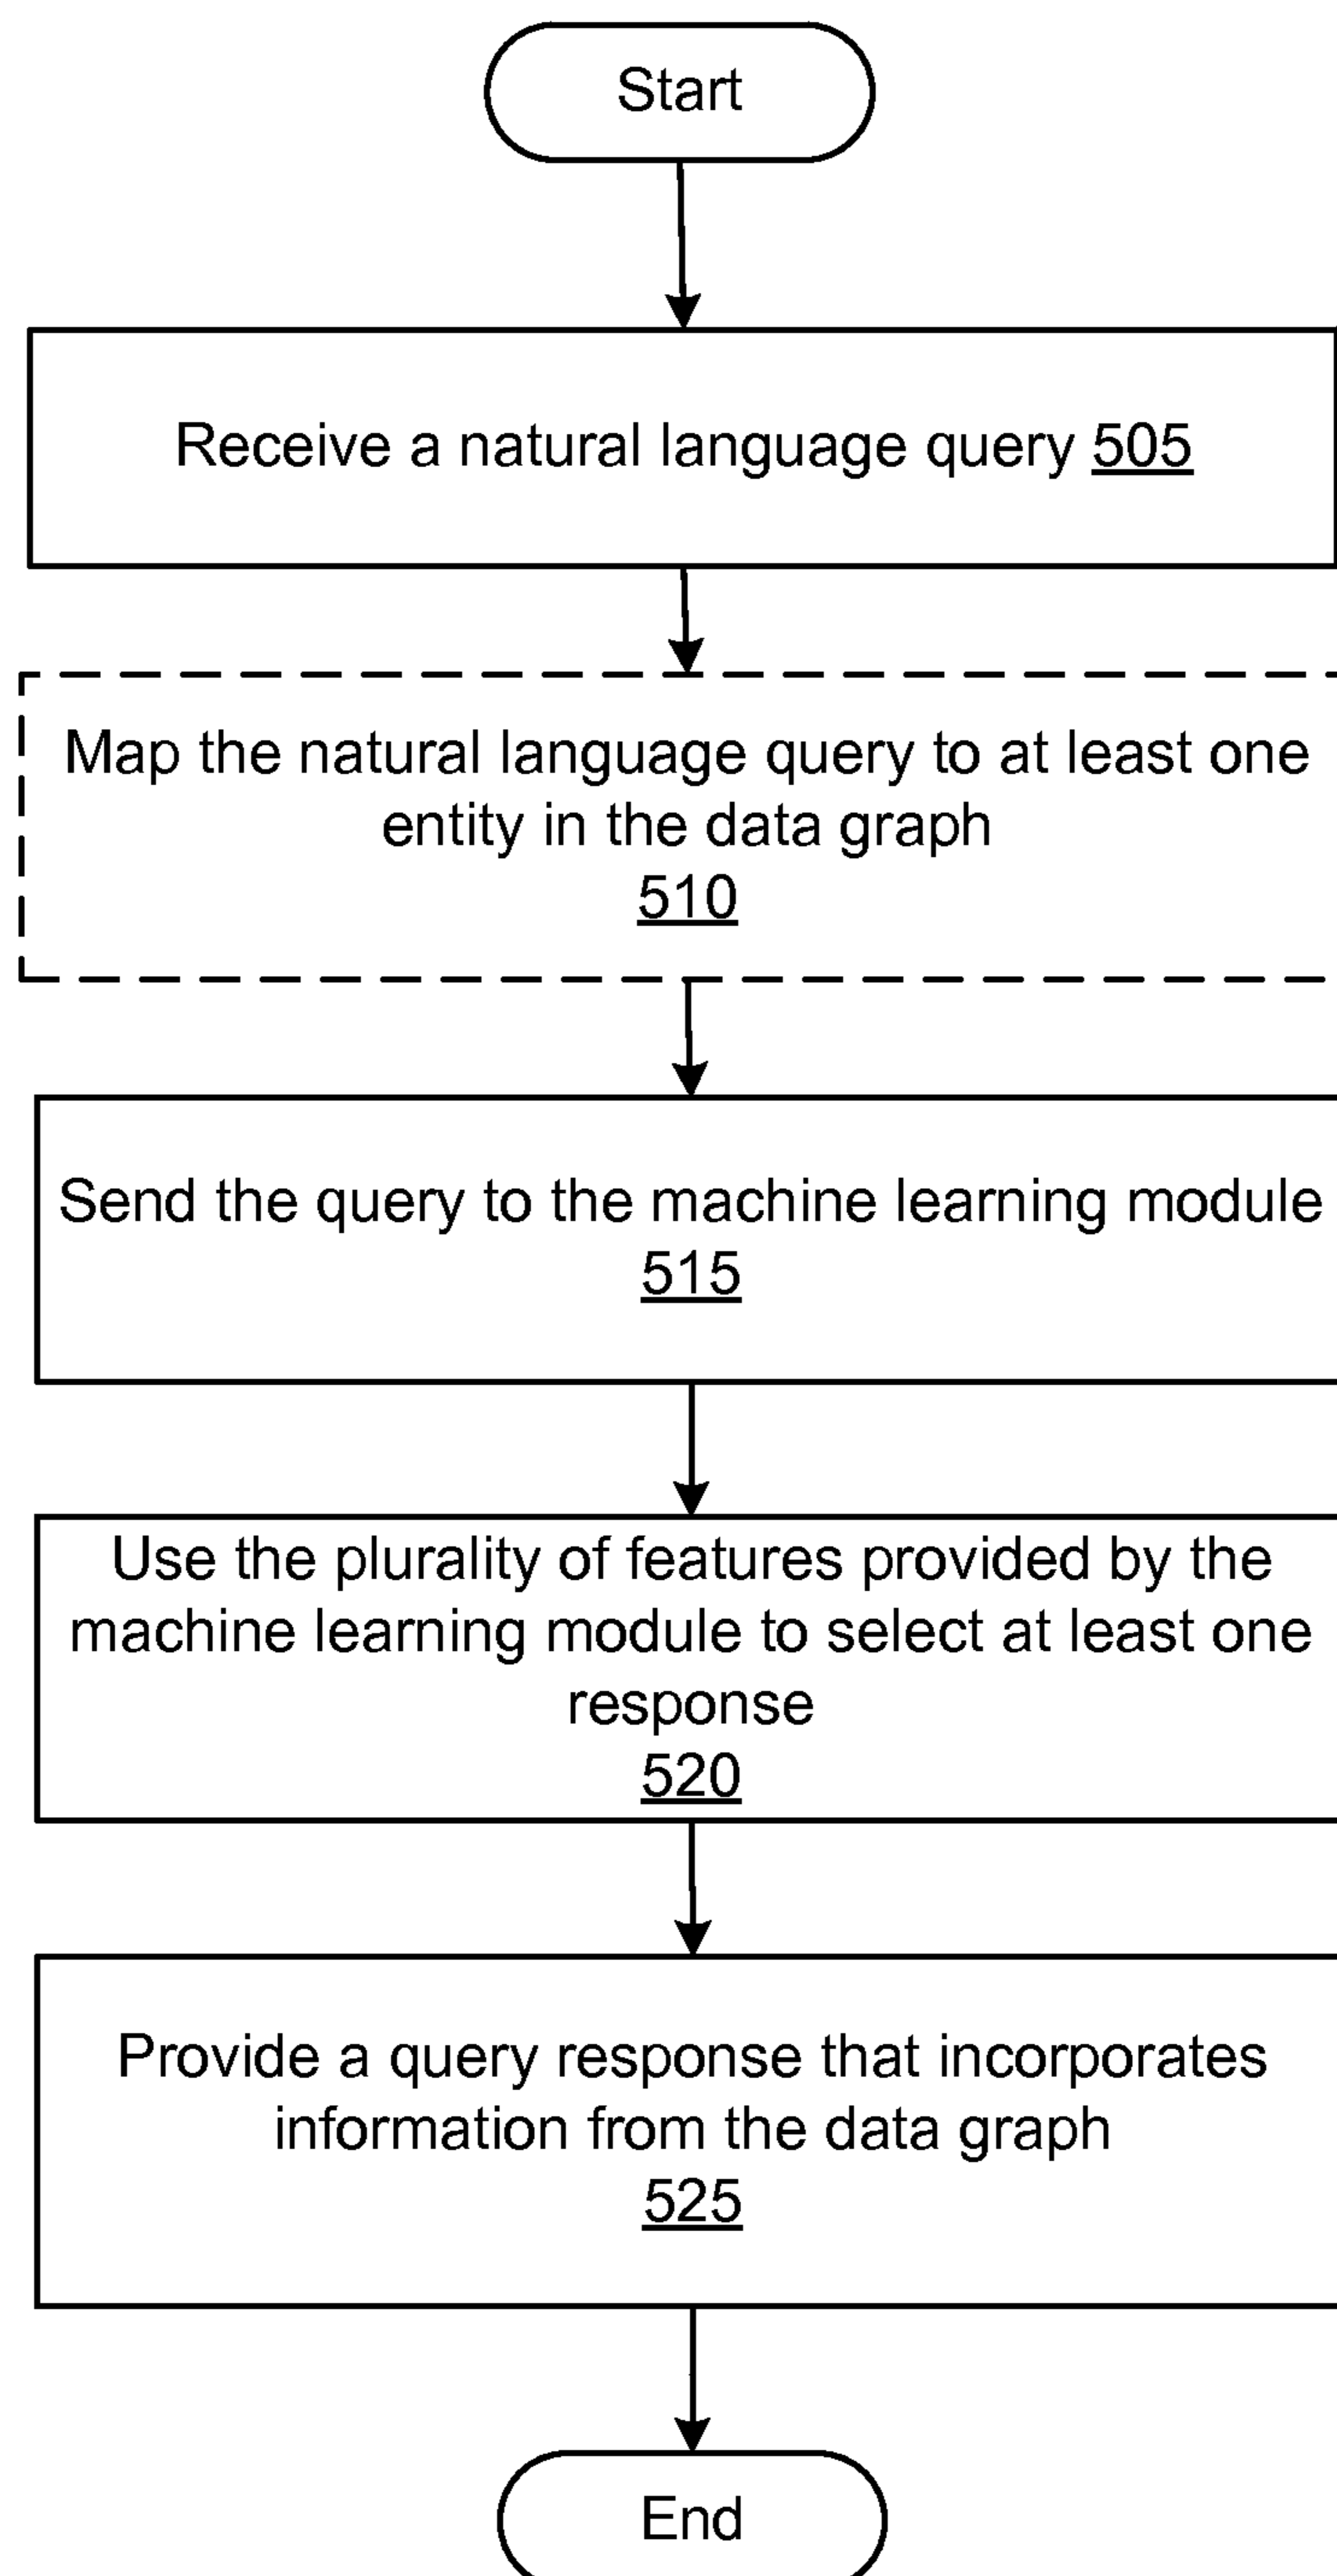 Start
Receive a natural language query 505
Map the natural language query to at least one
entity in the data graph
510
Send the query to the machine learning module
515
Use the plurality of features provided by the
machine learning module to select at least one
response
520
Provide a query response that incorporates
information from the data graph
525
End